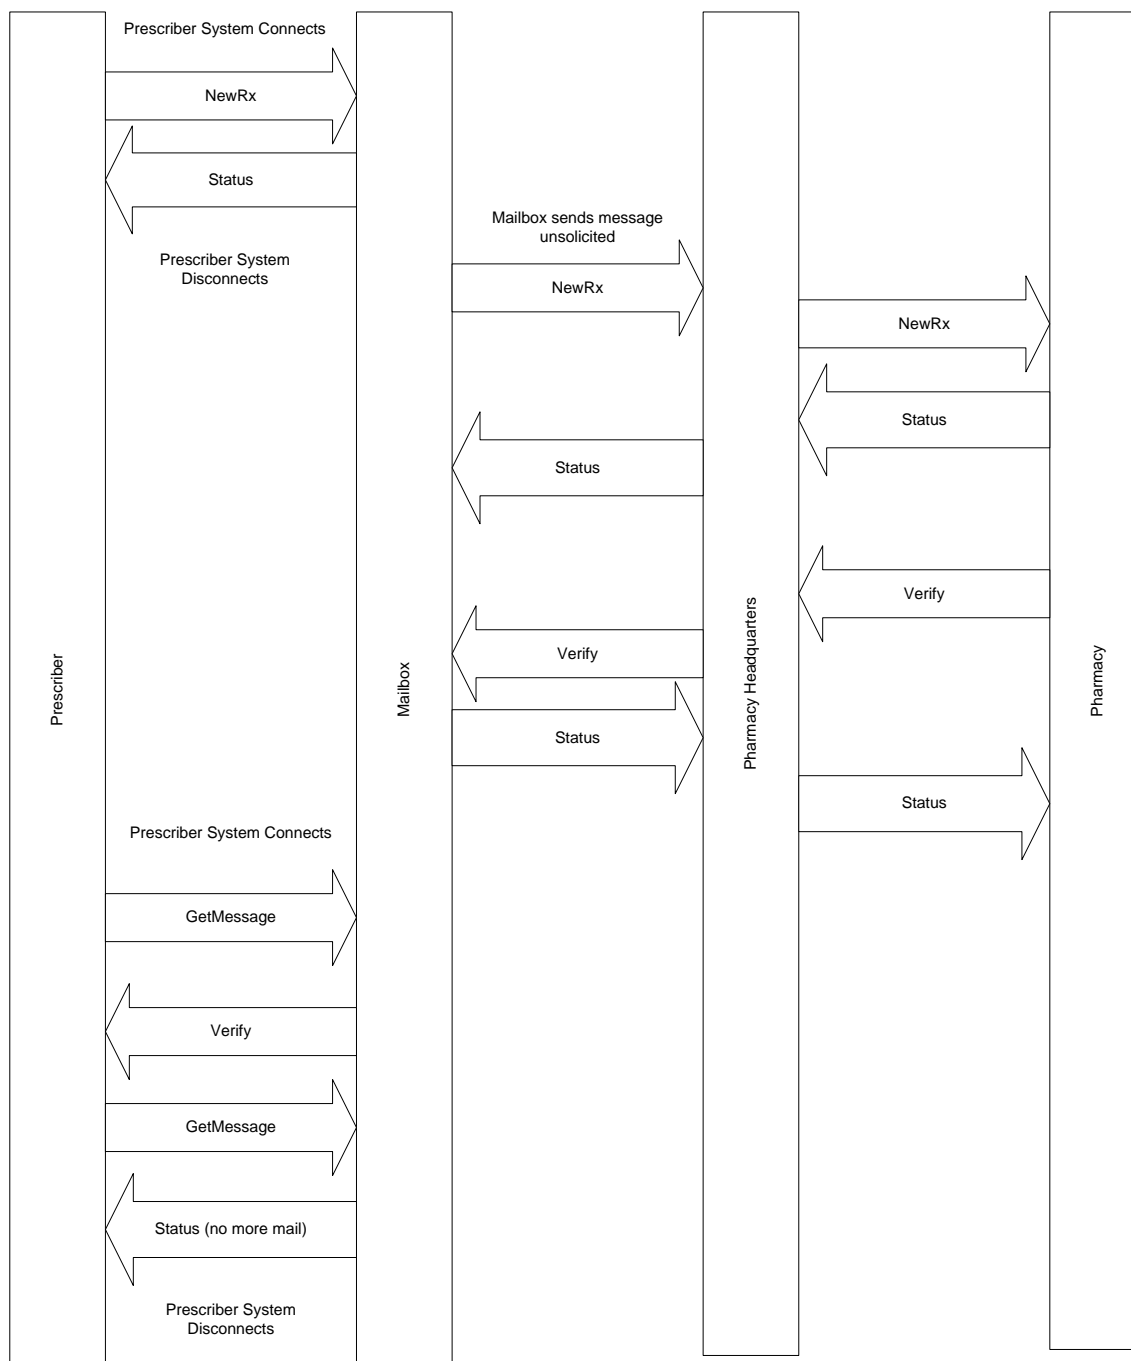 Prescriber System Connects
NewRx
Status
Prescriber System
Disconnects
Mailbox sends message
unsolicited
NewRx
NewRx
Status
Status
Verify
Verify
Status
Status
Prescriber
Mailbox
Pharmacy Headquarters
Pharmacy
Prescriber System Connects
GetMessage
Verify
GetMessage
Status (no more mail)
Prescriber System
Disconnects